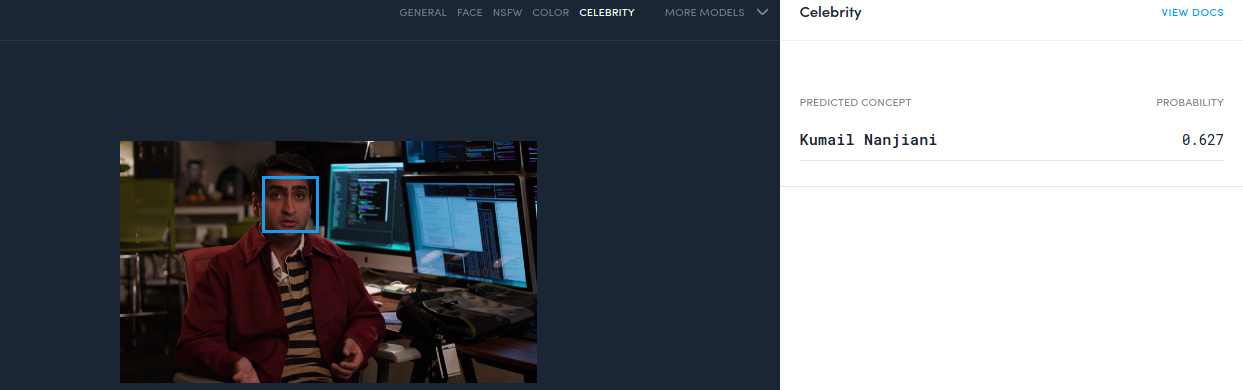 GENERAL FACE NSFW COLOR CELEBRITY MORE MODELS
Celebrity VIEW DOCS
PREDICTED CONCEPT PROBABILITY
Kumail Nanjiani 0.627